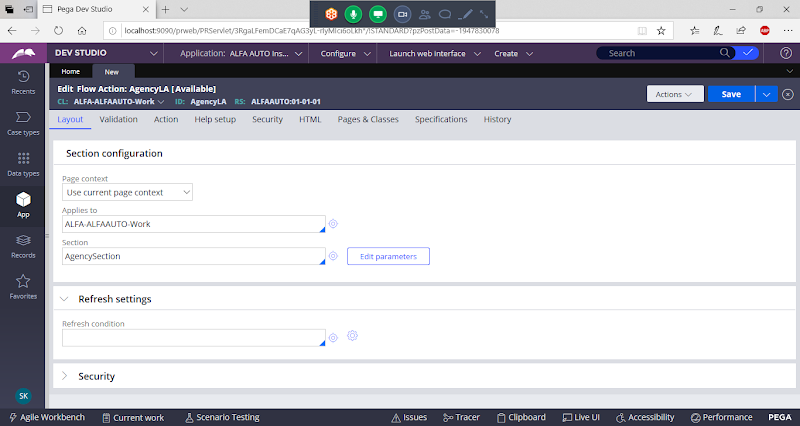 Pega Dev Studio
localhost:9090/prweb/PRServlet/3RgaLFemDCaE7qAG3yL-rlyMlci6oLkh*/!STANDARD?pzPostData=-1947830078
DEV STUDIO
Application: ALFA AUTO Ins...
Configure
Launch web interface
Create
Search
Recents
Case types
Data types
App
Records
Favorites
SK
Home
New
Edit Flow Action: AgencyLA [Available]
CL: ALFA-ALFAAUTO-Work ID: AgencyLA RS: ALFAAUTO:01-01-01
Actions
Save
Layout Validation Action Help setup Security HTML Pages & Classes Specifications History
Section configuration
Page context
Use current page context
Applies to
ALFA-ALFAAUTO-Work
Section
AgencySection
Edit parameters
Refresh settings
Refresh condition
Security
Agile Workbench
Current work
Scenario Testing
Issues
Tracer
Clipboard
Live UI
Accessibility
Performance
PEGA